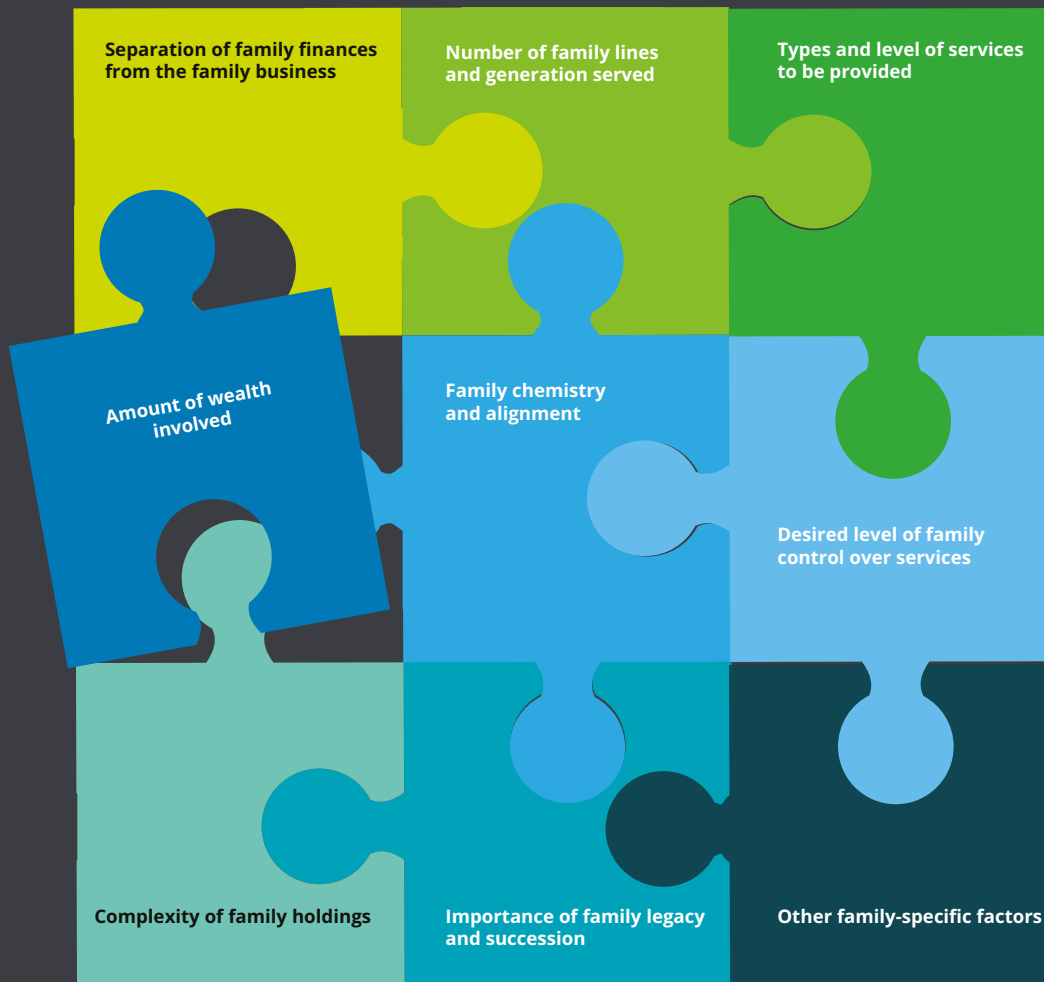 Separation of family finances
from the family business
Number of family lines
and generation served
Types and level of services
to be provided
Amount of wealth
involved
Family chemistry
and alignment
Desired level of family
control over services
Complexity of family holdings
Importance of family legacy
and succession
Other family-specific factors